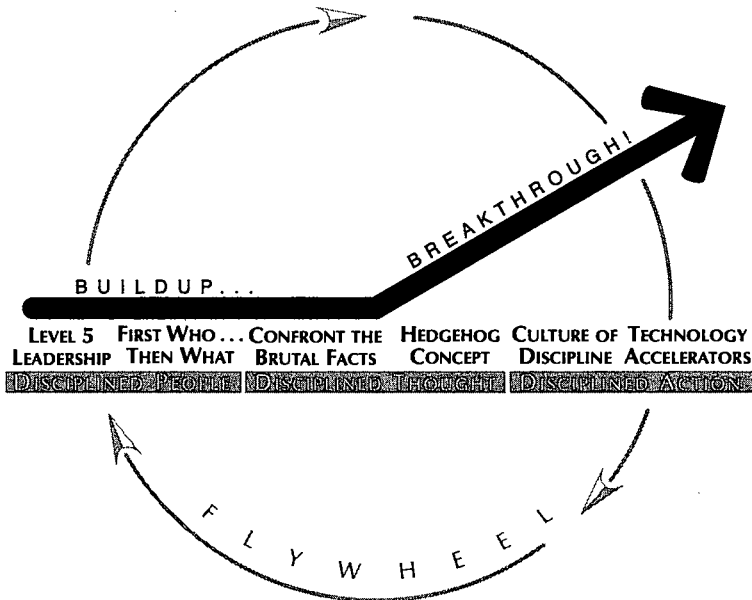 BREAKTHROUGH!
BUILDUP...
LEVEL 5 LEADERSHIP
FIRST WHO... THEN WHAT
CONFRONT THE BRUTAL FACTS
HEDGEHOG CONCEPT
CULTURE OF DISCIPLINE
TECHNOLOGY ACCELERATORS
DISCIPLINED PEOPLE
DISCIPLINED THOUGHT
DISCIPLINED ACTION
FLYWHEEL